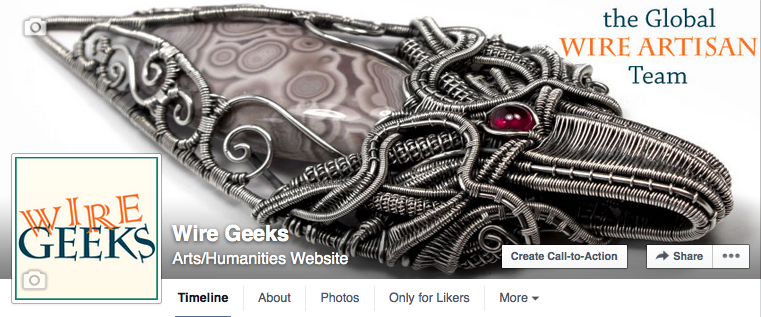 the Global
WIRE ARTISAN
Team
WIRE
GEEKS
Wire Geeks
Arts/Humanities Website
Create Call-to-Action
Share
Timeline
About
Photos
Only for Likers
More